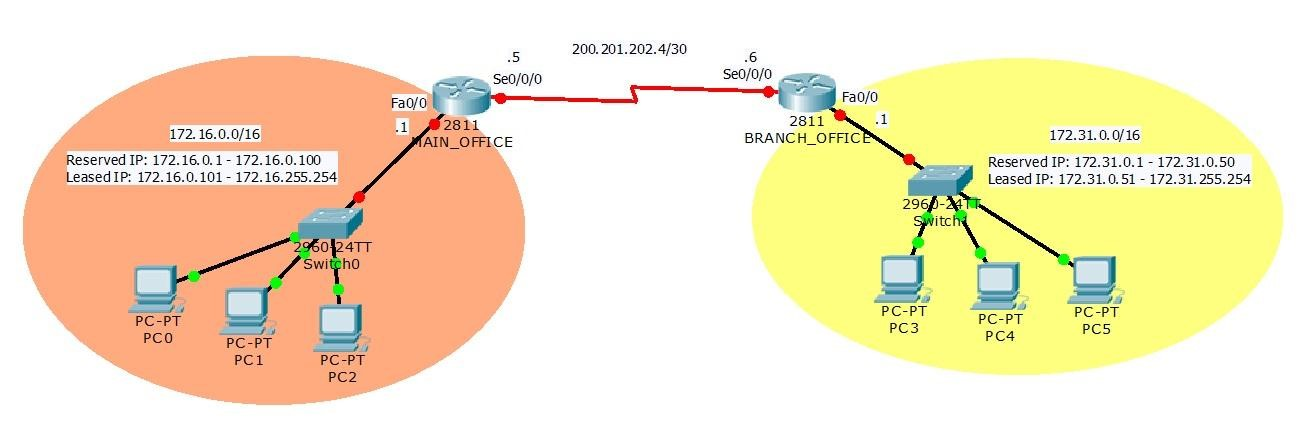 200.201.202.4/30
.5
Se0/0/0
.6
Se0/0/0
Fa0/0
.1
2811
MAIN_OFFICE
2811
BRANCH_OFFICE
Fa0/0
.1
172.16.0.0/16
Reserved IP: 172.16.0.1 - 172.16.0.100
Leased IP: 172.16.0.101 - 172.16.255.254
172.31.0.0/16
Reserved IP: 172.31.0.1 - 172.31.0.50
Leased IP: 172.31.0.51 - 172.31.255.254
2960-24TT
Switch0
2960-24TT
Switch1
PC-PT
PC0
PC-PT
PC1
PC-PT
PC2
PC-PT
PC3
PC-PT
PC4
PC-PT
PC5